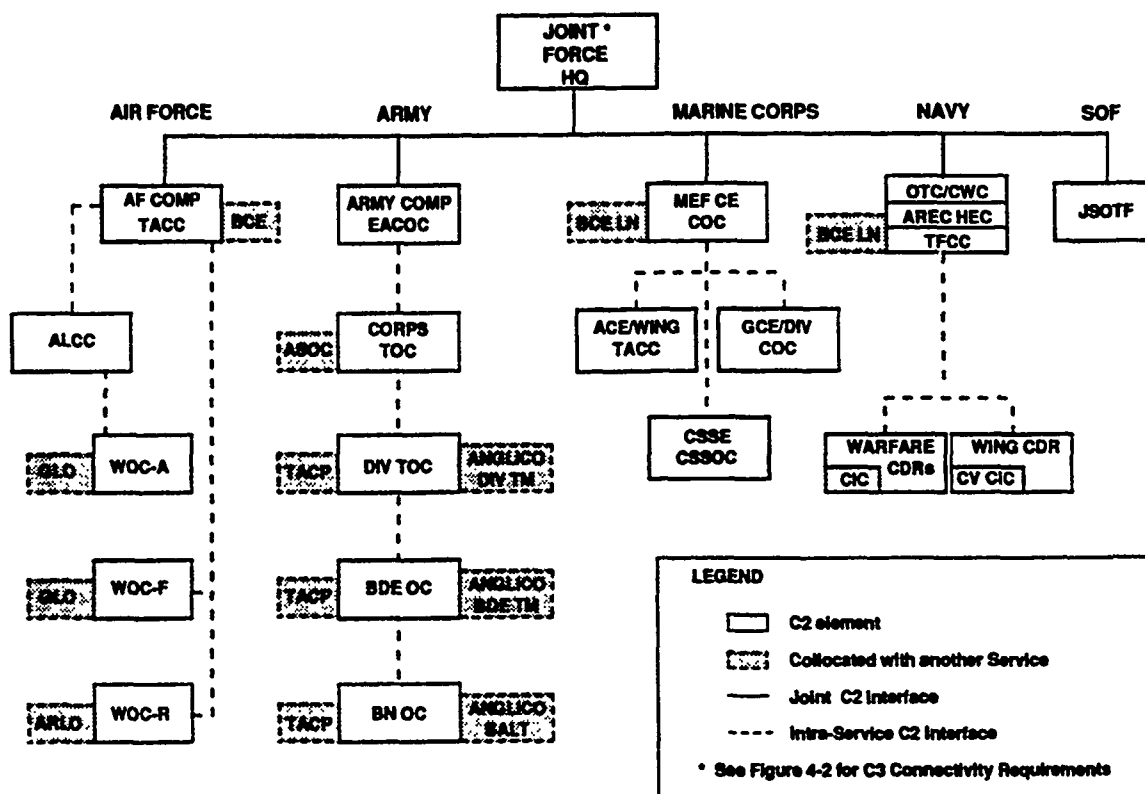 JOINT *
FORCE
HQ
AIR FORCE
ARMY
MARINE CORPS
NAVY
SOF
AF COMP
TACC
BCE
ARMY COMP
EACOC
BCE LN
MEF CE
COC
BCE LN
OTC/CWC
AREC HEC
TFCC
JSOTF
ALCC
ASOC
CORPS
TOC
ACE/WING
TACC
GCE/DIV
COC
CSSE
CSSOC
WARFARE
CDRs
CIC
WING CDR
CV CIC
GLO
WOC-A
TACP
DIV TOC
ANGLICO
DIV TM
GLO
WOC-F
TACP
BDE OC
ANGLICO
BDE TM
ARLO
WOC-R
TACP
BN OC
ANGLICO
SALT
LEGEND
C2 element
Collocated with another Service
Joint C2 Interface
Intra-Service C2 Interface
* See Figure 4-2 for C3 Connectivity Requirements